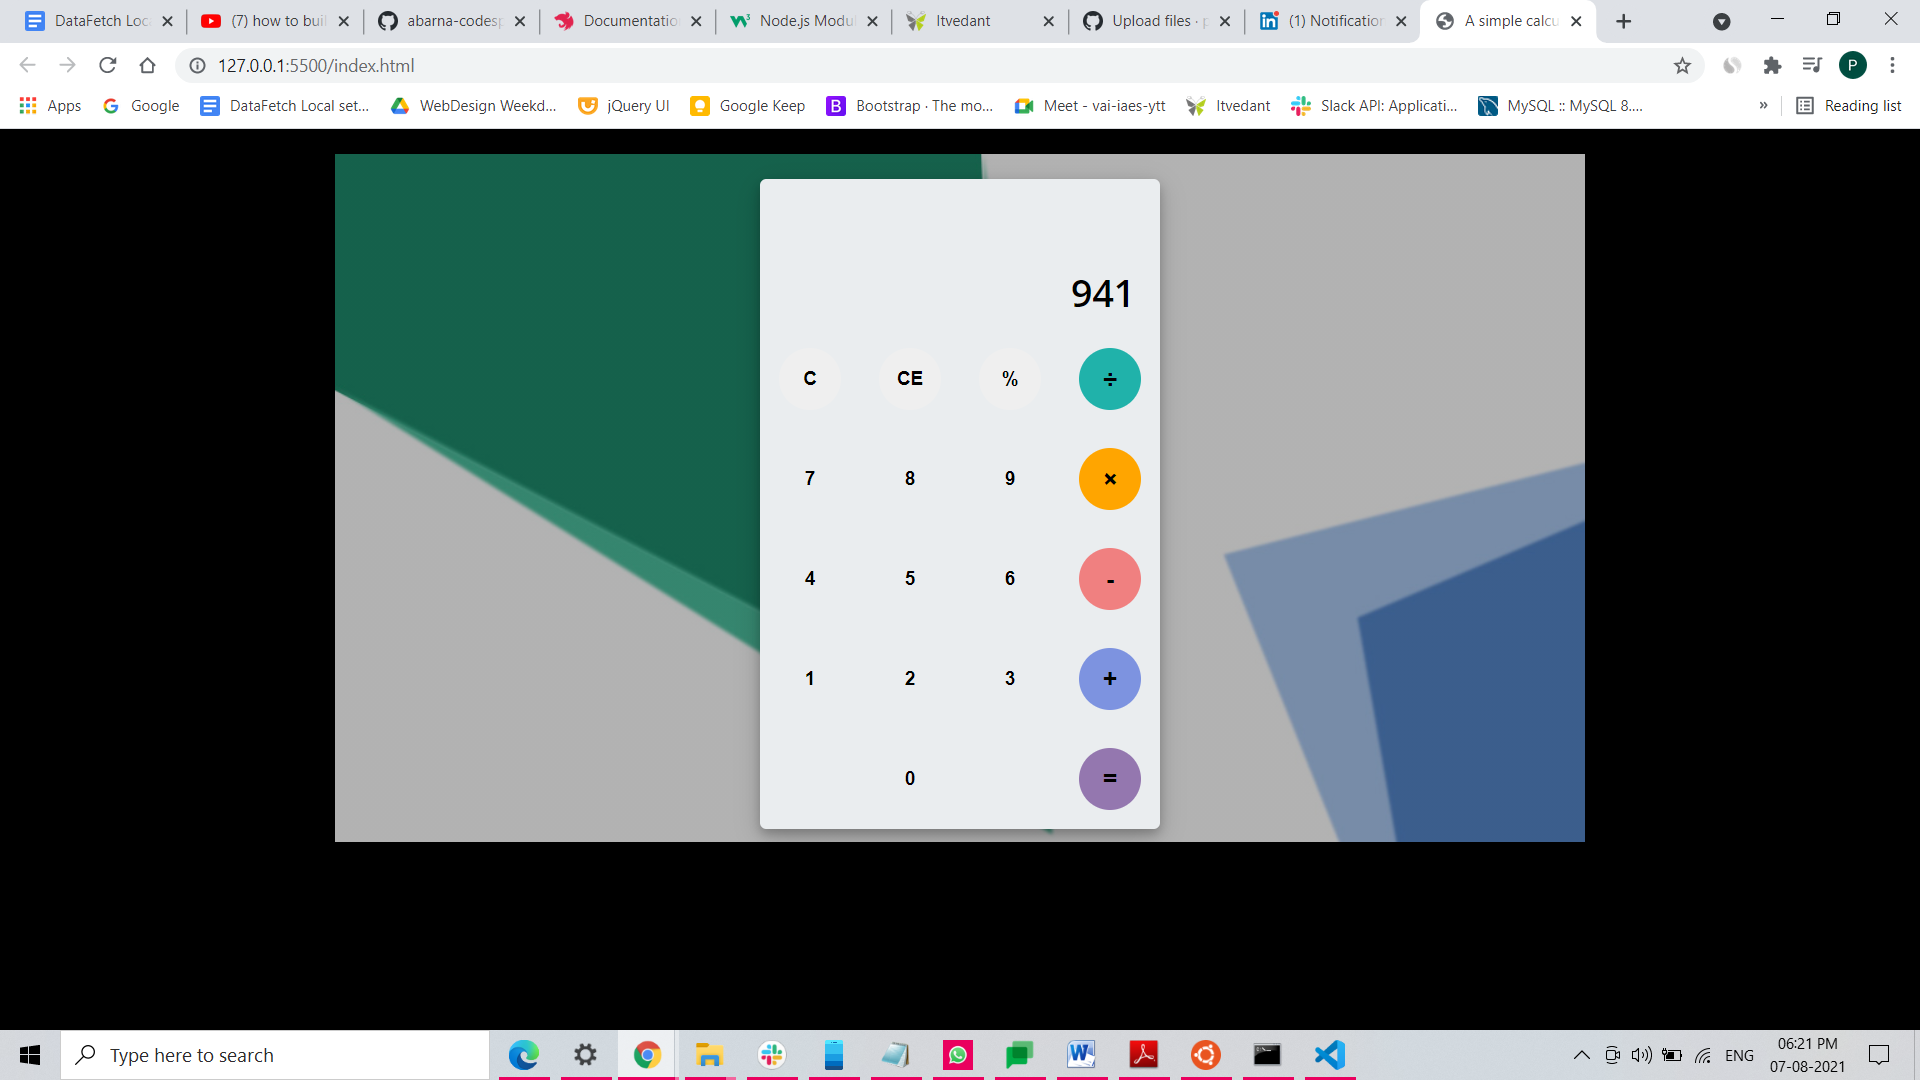 DataFetch Loc
(7) how to buil
abarna-codesp
Documentatio
Node.js Modul
Itvedant
Upload files · p
(1) Notification
A simple calcu
127.0.0.1:5500/index.html
P
Apps
Google
DataFetch Local set...
WebDesign Weekd...
jQuery UI
Google Keep
Bootstrap · The mo...
Meet - vai-iaes-ytt
Itvedant
Slack API: Applicati...
MySQL :: MySQL 8....
»
Reading list
941
C CE % ÷
7 8 9 ×
4 5 6 -
1 2 3 +
0 =
Type here to search
ENG
06:21 PM
07-08-2021